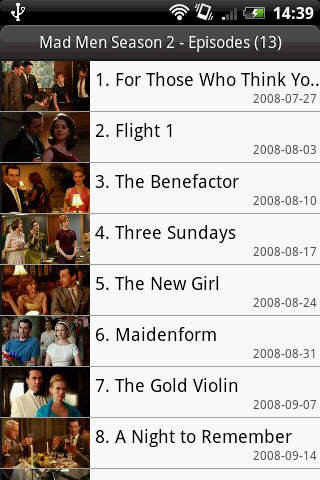 14:39
Mad Men Season 2 - Episodes (13)
1. For Those Who Think Yo..
2008-07-27
2. Flight 1
2008-08-03
3. The Benefactor
2008-08-10
4. Three Sundays
2008-08-17
5. The New Girl
2008-08-24
6. Maidenform
2008-08-31
7. The Gold Violin
2008-09-07
8. A Night to Remember
2008-09-14